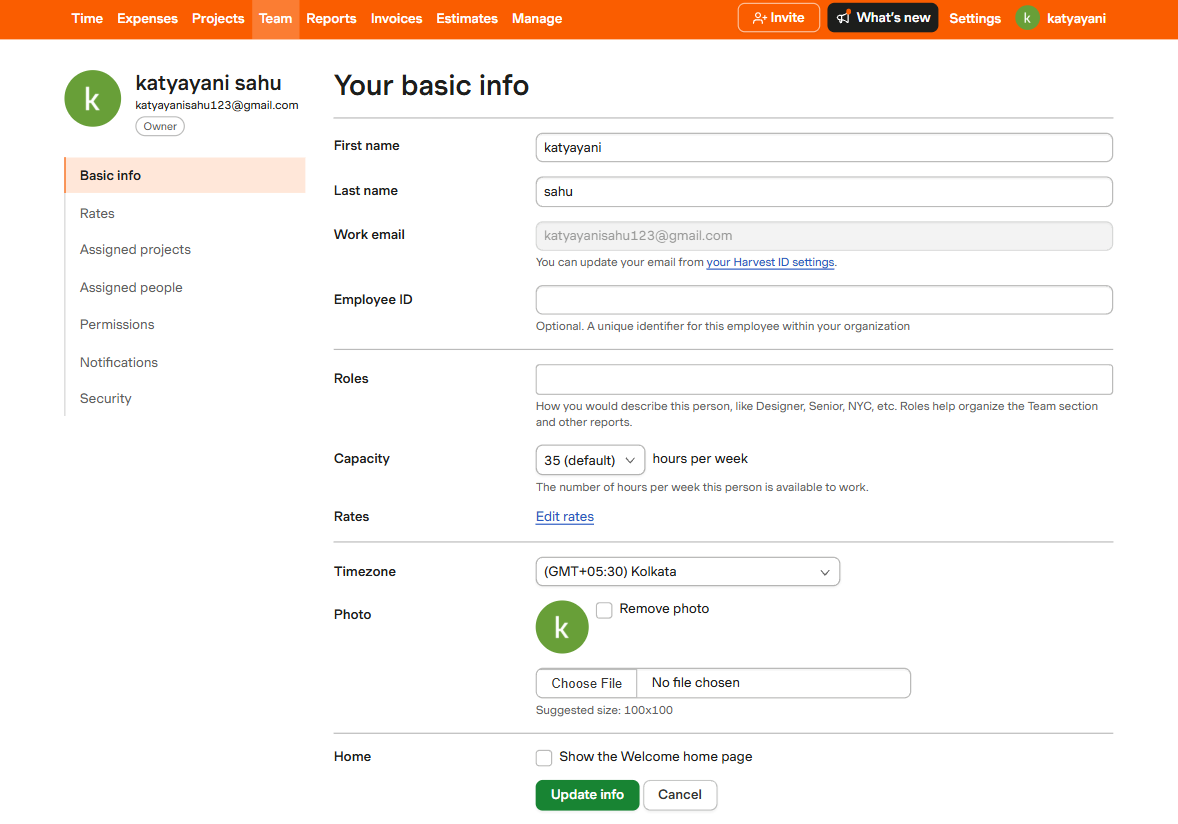 Time Expenses Projects Team Reports Invoices Estimates Manage Invite What's new Settings k katyayani
k
katyayani sahu
katyayanisahu123@gmail.com
Owner
Basic info
Rates
Assigned projects
Assigned people
Permissions
Notifications
Security
Your basic info
First name katyayani
Last name sahu
Work email katyayanisahu123@gmail.com
You can update your email from your Harvest ID settings.
Employee ID
Optional. A unique identifier for this employee within your organization
Roles
How you would describe this person, like Designer, Senior, NYC, etc. Roles help organize the Team section
and other reports.
Capacity 35 (default) hours per week
The number of hours per week this person is available to work.
Rates Edit rates
Timezone (GMT+05:30) Kolkata
Photo k Remove photo
Choose File No file chosen
Suggested size: 100x100
Home Show the Welcome home page
Update info Cancel